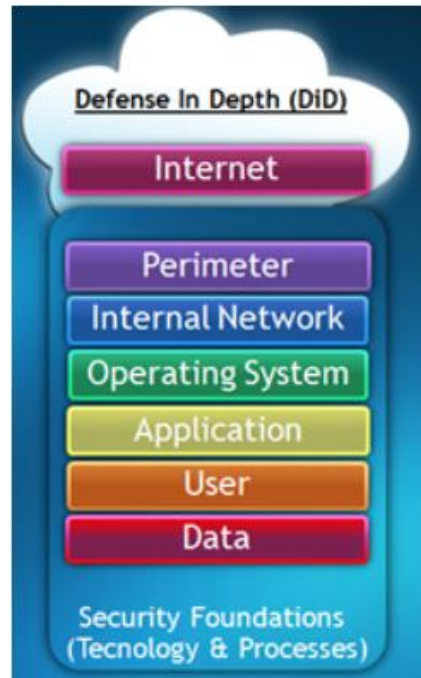 Defense In Depth (DiD)
Internet
Perimeter
Internal Network
Operating System
Application
User
Data
Security Foundations
(Tecnology & Processes)